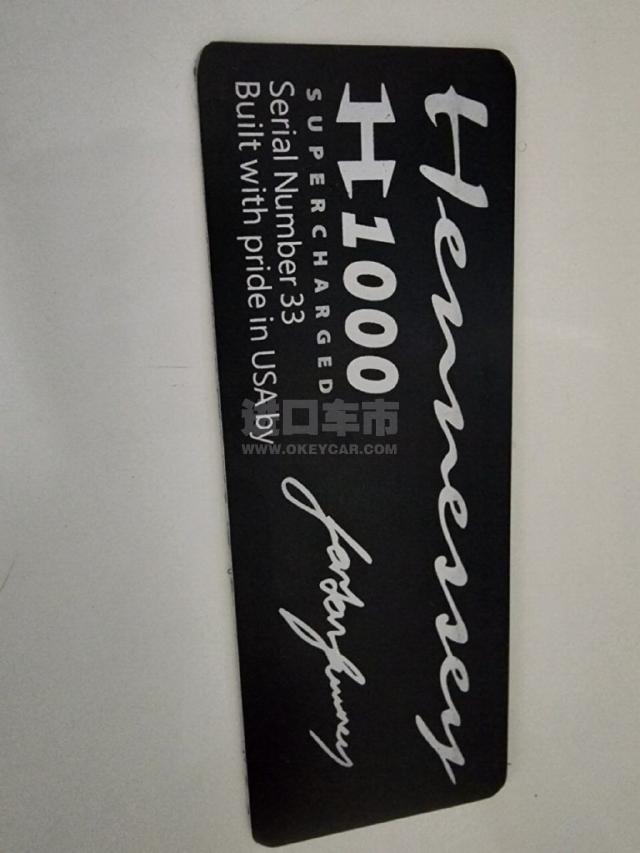 Hennessey
H1000
SUPERCHARGED
Serial Number 33
Built with pride in USA by
进口车市
WWW.OKEYCAR.COM